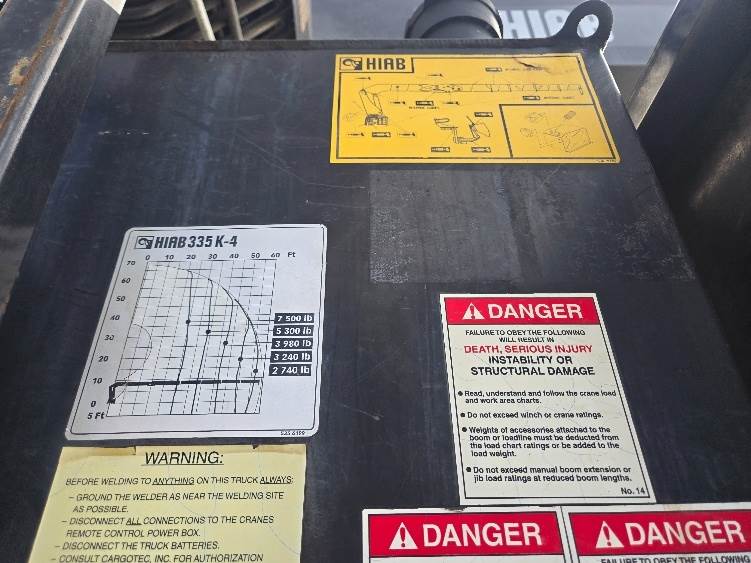 HIAB
HIAB
HIAB 335 K-4
0 10 20 30 40 50 60 Ft
70
60
50
40
30
20
10
0
5 Ft
7 500 lb
5 300 lb
3 980 lb
3 240 lb
2 740 lb
WARNING:
BEFORE WELDING TO ANYTHING ON THIS TRUCK ALWAYS:
– GROUND THE WELDER AS NEAR THE WELDING SITE
AS POSSIBLE.
– DISCONNECT ALL CONNECTIONS TO THE CRANES
REMOTE CONTROL POWER BOX.
– DISCONNECT THE TRUCK BATTERIES.
– CONSULT CARGOTEC, INC. FOR AUTHORIZATION
DANGER
FAILURE TO OBEY THE FOLLOWING
WILL RESULT IN
DEATH, SERIOUS INJURY
INSTABILITY OR
STRUCTURAL DAMAGE
• Read, understand and follow the crane load
and work area charts.
• Do not exceed winch or crane ratings.
• Weights of accessories attached to the
boom or loadline must be deducted from
the load chart ratings or be added to the
load weight.
• Do not exceed manual boom extension or
jib load ratings at reduced boom lengths.
No. 14
DANGER
DANGER
FAILURE TO OBEY THE FOLLOWING